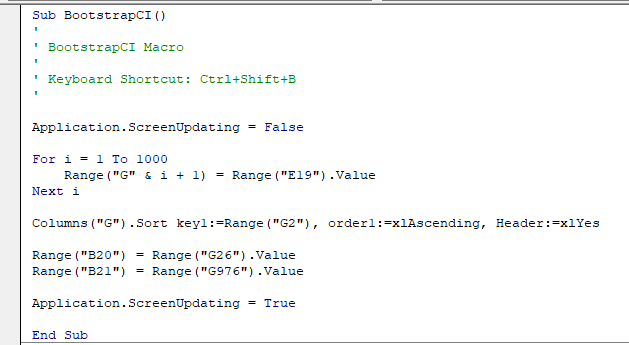 Sub BootstrapCI()
'
' BootstrapCI Macro
'
' Keyboard Shortcut: Ctrl+Shift+B
'
Application.ScreenUpdating = False
For i = 1 To 1000
    Range("G" & i + 1) = Range("E19").Value
Next i
Columns("G").Sort key1:=Range("G2"), order1:=xlAscending, Header:=xlYes
Range("B20") = Range("G26").Value
Range("B21") = Range("G976").Value
Application.ScreenUpdating = True
End Sub